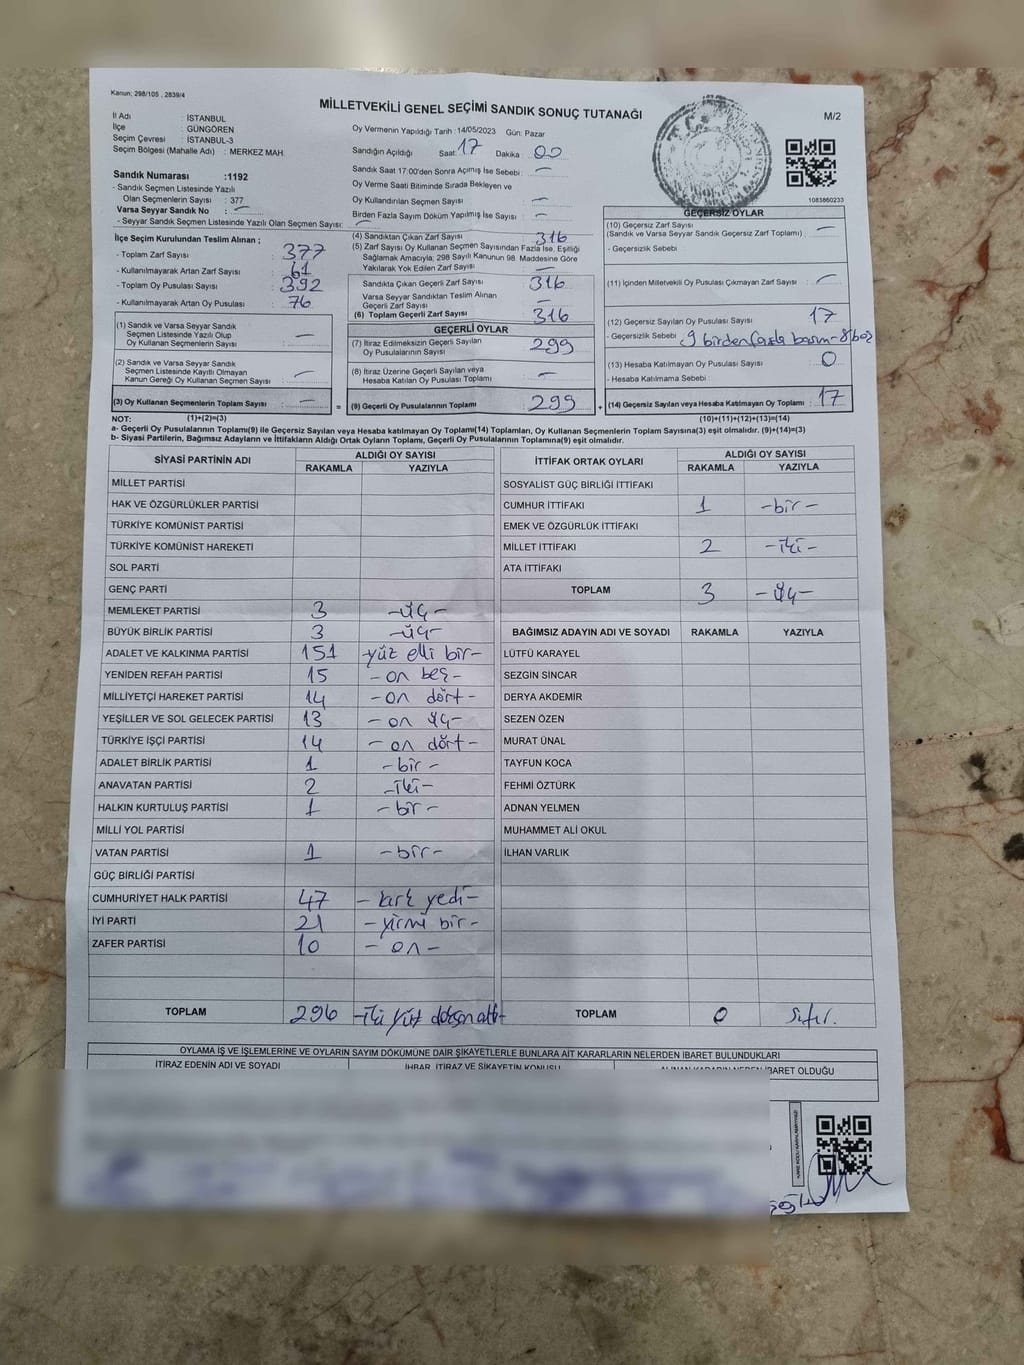 Kanun; 298/105 , 2839/4
MİLLETVEKİLİ GENEL SEÇİMİ SANDIK SONUÇ TUTANAĞI
M/2
İl Adı : İSTANBUL
İlçe : GÜNGÖREN
Seçim Çevresi : İSTANBUL-3
Seçim Bölgesi (Mahalle Adı) : MERKEZ MAH.
Oy Vermenin Yapıldığı Tarih : 14/05/2023 Gün: Pazar
Sandığın Açıldığı Saat: 17 Dakika : 00
Sandık Saat 17:00'den Sonra Açılmış İse Sebebi : —
Oy Verme Saati Bitiminde Sırada Bekleyen ve
Oy Kullandırılan Seçmen Sayısı : —
Birden Fazla Sayım Döküm Yapılmış İse Sayısı : —
1083860233
Sandık Numarası :1192
- Sandık Seçmen Listesinde Yazılı
Olan Seçmenlerin Sayısı : 377
Varsa Seyyar Sandık No : —
- Seyyar Sandık Seçmen Listesinde Yazılı Olan Seçmen Sayısı: —
İlçe Seçim Kurulundan Teslim Alınan ;
- Toplam Zarf Sayısı : 377
- Kullanılmayarak Artan Zarf Sayısı : 61
- Toplam Oy Pusulası Sayısı : 392
- Kullanılmayarak Artan Oy Pusulası : 76
(1) Sandık ve Varsa Seyyar Sandık
Seçmen Listesinde Yazılı Olup
Oy Kullanan Seçmenlerin Sayısı : —
(2) Sandık ve Varsa Seyyar Sandık
Seçmen Listesinde Kayıtlı Olmayan
Kanun Gereği Oy Kullanan Seçmen Sayısı : —
(3) Oy Kullanan Seçmenlerin Toplam Sayısı : —
(4) Sandıktan Çıkan Zarf Sayısı : 316
(5) Zarf Sayısı Oy Kullanan Seçmen Sayısından Fazla İse, Eşitliği
Sağlamak Amacıyla; 298 Sayılı Kanunun 98. Maddesine Göre
Yakılarak Yok Edilen Zarf Sayısı : —
Sandıkta Çıkan Geçerli Zarf Sayısı : 316
Varsa Seyyar Sandıktan Teslim Alınan
Geçerli Zarf Sayısı : —
(6) Toplam Geçerli Zarf Sayısı : 316
GEÇERLİ OYLAR
(7) İtiraz Edilmeksizin Geçerli Sayılan
Oy Pusulalarının Sayısı : 299
(8) İtiraz Üzerine Geçerli Sayılan veya
Hesaba Katılan Oy Pusulası Toplamı : —
= (9) Geçerli Oy Pusulalarının Toplamı : 299 +
GEÇERSİZ OYLAR
(10) Geçersiz Zarf Sayısı : —
(Sandık ve Varsa Seyyar Sandık Geçersiz Zarf Toplamı)
- Geçersizlik Sebebi
(11) İçinden Milletvekili Oy Pusulası Çıkmayan Zarf Sayısı : —
(12) Geçersiz Sayılan Oy Pusulası Sayısı : 17
- Geçersizlik Sebebi : 9 birden fazla basım-8 boş
(13) Hesaba Katılmayan Oy Pusulası Sayısı : 0
- Hesaba Katılmama Sebebi :
(14) Geçersiz Sayılan veya Hesaba Katılmayan Oy Toplamı : 17
NOT: (1)+(2)=(3) (10)+(11)+(12)+(13)=(14)
a- Geçerli Oy Pusulalarının Toplamı(9) ile Geçersiz Sayılan veya Hesaba katılmayan Oy Toplamı(14) Toplamları, Oy Kullanan Seçmenlerin Toplam Sayısına(3) eşit olmalıdır. (9)+(14)=(3)
b- Siyasi Partilerin, Bağımsız Adayların ve İttifakların Aldığı Ortak Oyların Toplamı, Geçerli Oy Pusulalarının Toplamına(9) eşit olmalıdır.
SİYASİ PARTİNİN ADI ALDIĞI OY SAYISI
RAKAMLA YAZIYLA
MİLLET PARTİSİ
HAK VE ÖZGÜRLÜKLER PARTİSİ
TÜRKİYE KOMÜNİST PARTİSİ
TÜRKİYE KOMÜNİST HAREKETİ
SOL PARTİ
GENÇ PARTİ
MEMLEKET PARTİSİ 3 -üç-
BÜYÜK BİRLİK PARTİSİ 3 -üç-
ADALET VE KALKINMA PARTİSİ 151 yüz elli bir-
YENİDEN REFAH PARTİSİ 15 -on beş-
MİLLİYETÇİ HAREKET PARTİSİ 14 -on dört-
YEŞİLLER VE SOL GELECEK PARTİSİ 13 -on üç-
TÜRKİYE İŞÇİ PARTİSİ 14 -on dört-
ADALET BİRLİK PARTİSİ 1 -bir-
ANAVATAN PARTİSİ 2 -iki-
HALKIN KURTULUŞ PARTİSİ 1 -bir-
MİLLİ YOL PARTİSİ
VATAN PARTİSİ 1 -bir-
GÜÇ BİRLİĞİ PARTİSİ
CUMHURİYET HALK PARTİSİ 47 -kırk yedi-
İYİ PARTİ 21 -yirmi bir-
ZAFER PARTİSİ 10 -on-
TOPLAM 296 -iki yüz doksan altı-
İTTİFAK ORTAK OYLARI ALDIĞI OY SAYISI
RAKAMLA YAZIYLA
SOSYALİST GÜÇ BİRLİĞİ İTTİFAKI
CUMHUR İTTİFAKI 1 -bir-
EMEK VE ÖZGÜRLÜK İTTİFAKI
MİLLET İTTİFAKI 2 -iki-
ATA İTTİFAKI
TOPLAM 3 -üç-
BAĞIMSIZ ADAYIN ADI VE SOYADI RAKAMLA YAZIYLA
LÜTFÜ KARAYEL
SEZGİN SİNCAR
DERYA AKDEMİR
SEZEN ÖZEN
MURAT ÜNAL
TAYFUN KOCA
FEHMİ ÖZTÜRK
ADNAN YELMEN
MUHAMMET ALİ OKUL
İLHAN VARLIK
TOPLAM 0 sıfır.
OYLAMA İŞ VE İŞLEMLERİNE VE OYLARIN SAYIM DÖKÜMÜNE DAİR ŞİKAYETLERLE BUNLARA AİT KARARLARIN NELERDEN İBARET BULUNDUKLARI
İTİRAZ EDENİN ADI VE SOYADI İHBAR, İTİRAZ VE ŞİKAYETİN KONUSU ALINAN KARARIN NEDEN İBARET OLDUĞU